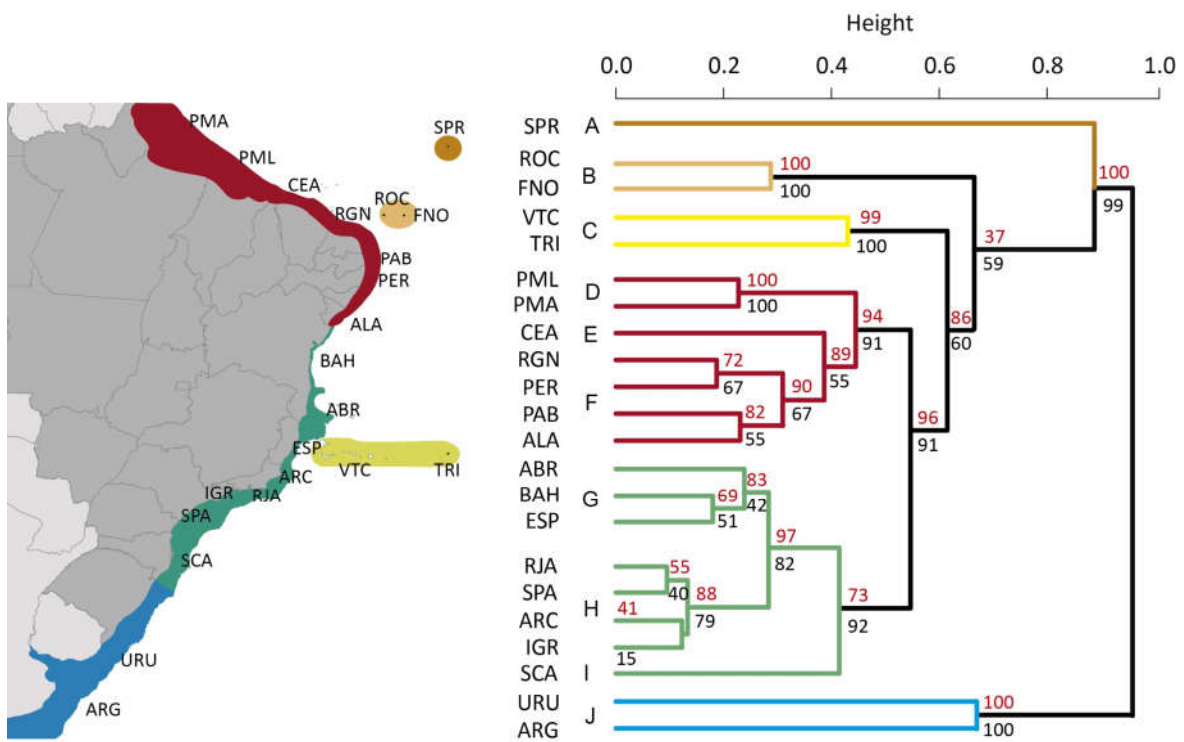 Height
0.0 0.2 0.4 0.6 0.8 1.0
PMA
PML
CEA
SPR
ROC
RGN
FNO
PAB
PER
ALA
BAH
ABR
ESP
VTC
TRI
ARC
IGR
RJA
SPA
SCA
URU
ARG
SPR A
ROC
B
FNO
VTC
C
TRI
PML
D
PMA
CEA E
RGN
PER
F
PAB
ALA
ABR
BAH G
ESP
RJA
SPA
H
ARC
IGR
SCA I
URU
J
ARG
100
99
100
100
99
100
37
59
100
100
94
91
86
60
89
55
72
67
90
67
82
55
96
91
83
42
69
51
97
82
55
40
88
79
41
15
73
92
100
100